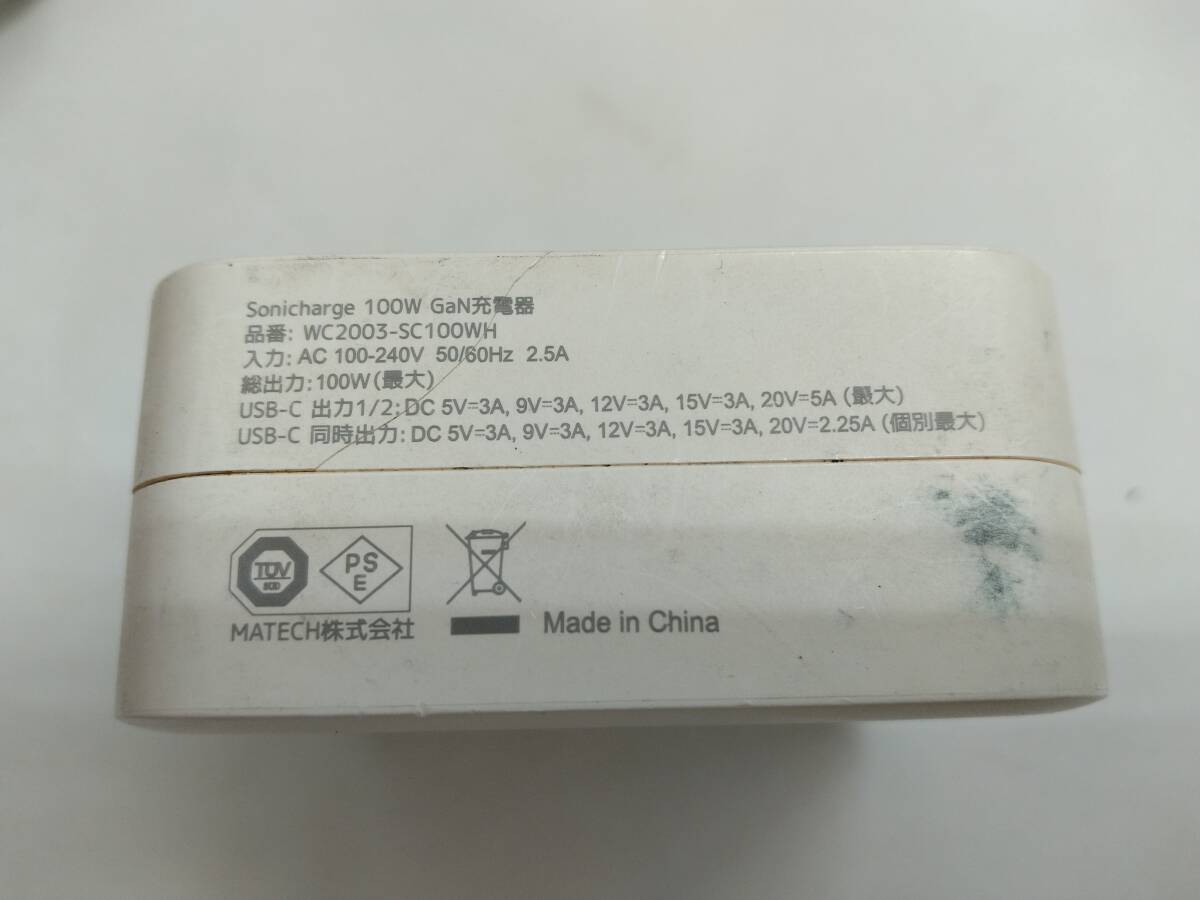 Sonicharge 100W GaN充電器
品番: WC2003-SC100WH
入力: AC 100-240V 50/60Hz 2.5A
総出力: 100W (最大)
USB-C 出力1/2: DC 5V=3A, 9V=3A, 12V=3A, 15V=3A, 20V=5A (最大)
USB-C 同時出力: DC 5V=3A, 9V=3A, 12V=3A, 15V=3A, 20V=2.25A (個別最大)
TÜV
SÜD
PS
E
MATECH株式会社
Made in China